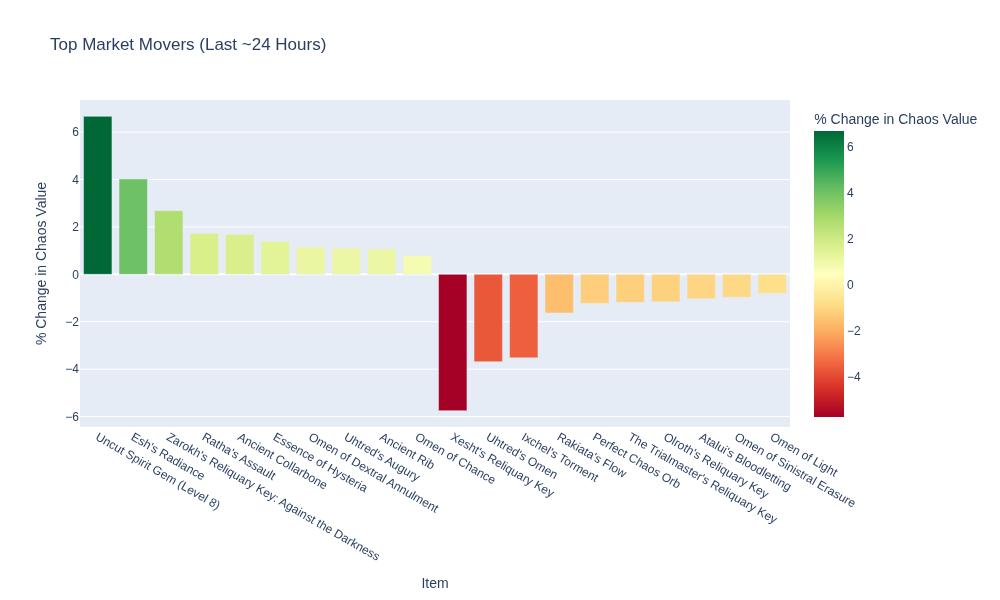 Top Market Movers (Last ~24 Hours)
% Change in Chaos Value
6
4
2
0
−2
−4
−6
Uncut Spirit Gem (Level 8)
Esh's Radiance
Zarokh's Reliquary Key: Against the Darkness
Ratha's Assault
Ancient Collarbone
Essence of Hysteria
Omen of Dextral Annulment
Uhtred's Augury
Ancient Rib
Omen of Chance
Xesht's Reliquary Key
Uhtred's Omen
Ixchel's Torment
Rakiata's Flow
Perfect Chaos Orb
The Trialmaster's Reliquary Key
Olroth's Reliquary Key
Atalui's Bloodletting
Omen of Sinistral Erasure
Omen of Light
Item
% Change in Chaos Value
6
4
2
0
−2
−4